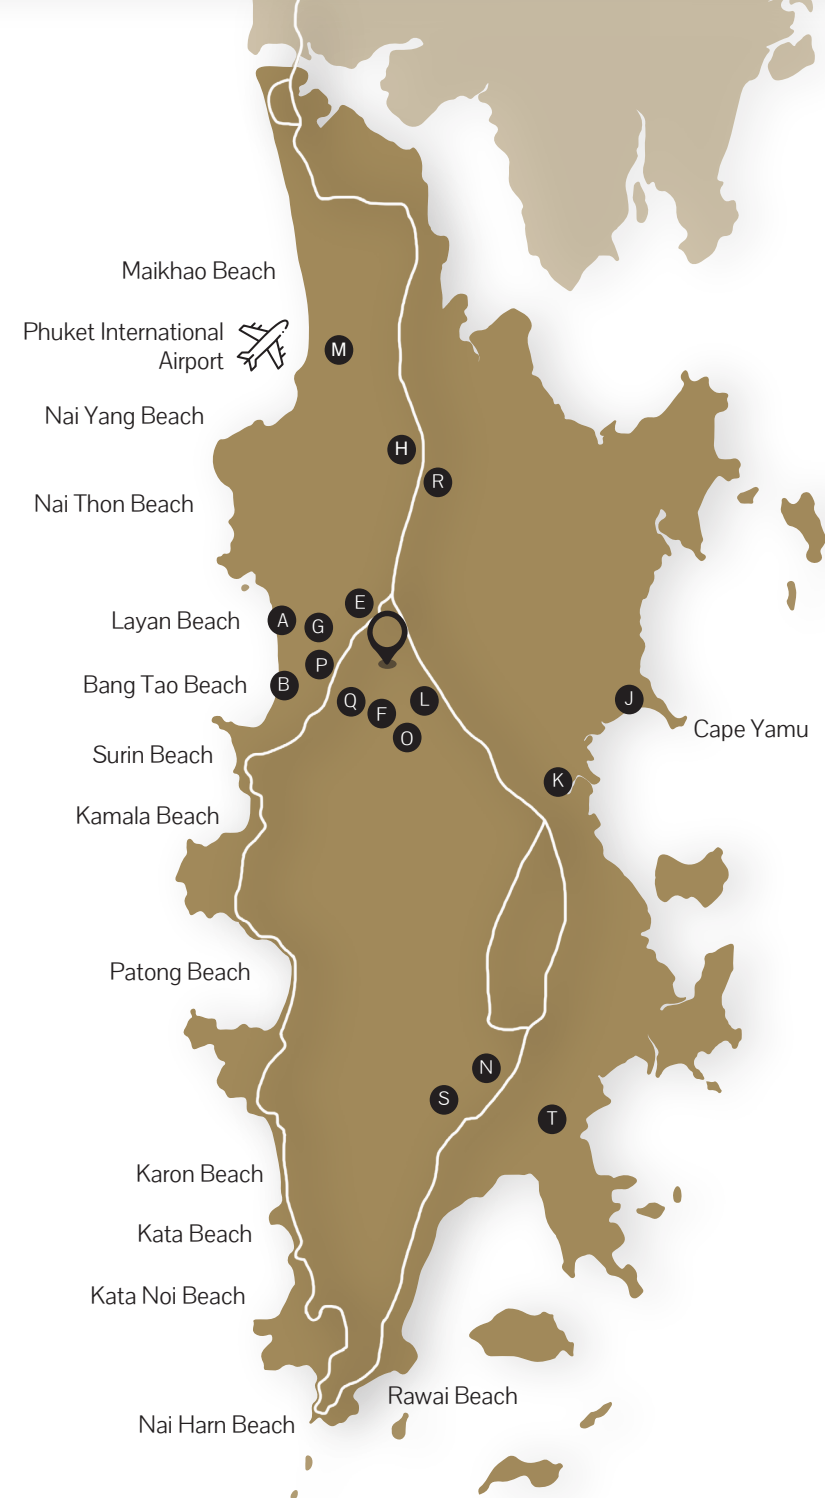 Maikhao Beach
Phuket International
Airport
M
Nai Yang Beach
H
R
Nai Thon Beach
E
Layan Beach
A
G
P
Bang Tao Beach
B
Q
F
L
O
J
Cape Yamu
Surin Beach
K
Kamala Beach
Patong Beach
N
S
T
Karon Beach
Kata Beach
Kata Noi Beach
Rawai Beach
Nai Harn Beach